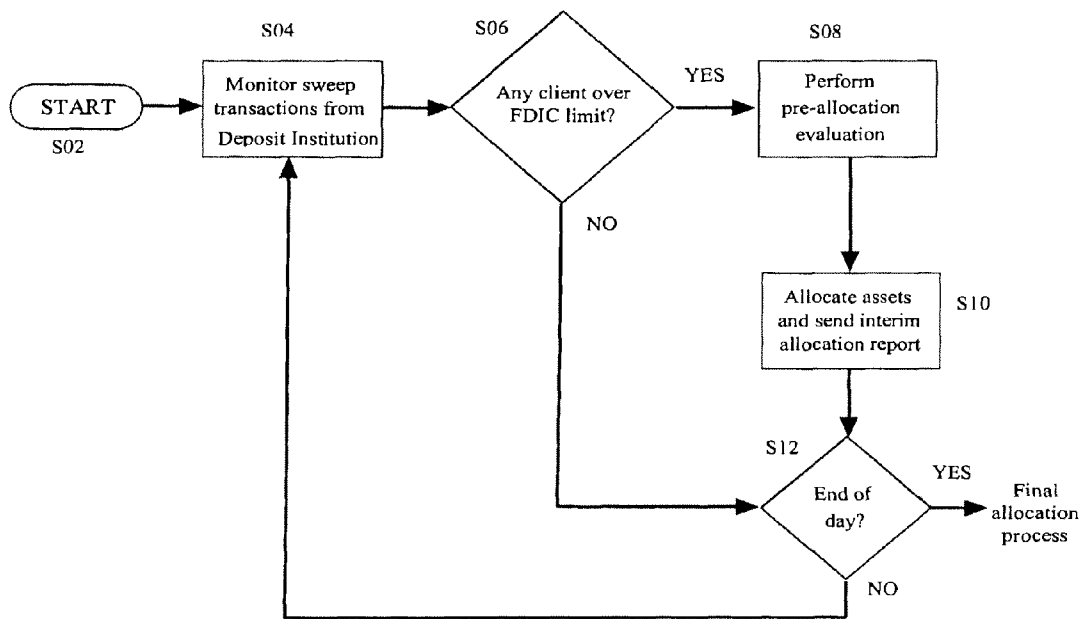 S04
S06
S08
START
S02
Monitor sweep
transactions from
Deposit Institution
Any client over
FDIC limit?
YES
Perform
pre-allocation
evaluation
NO
Allocate assets
and send interim
allocation report
S10
S12
End of
day?
YES
Final
allocation
process
NO